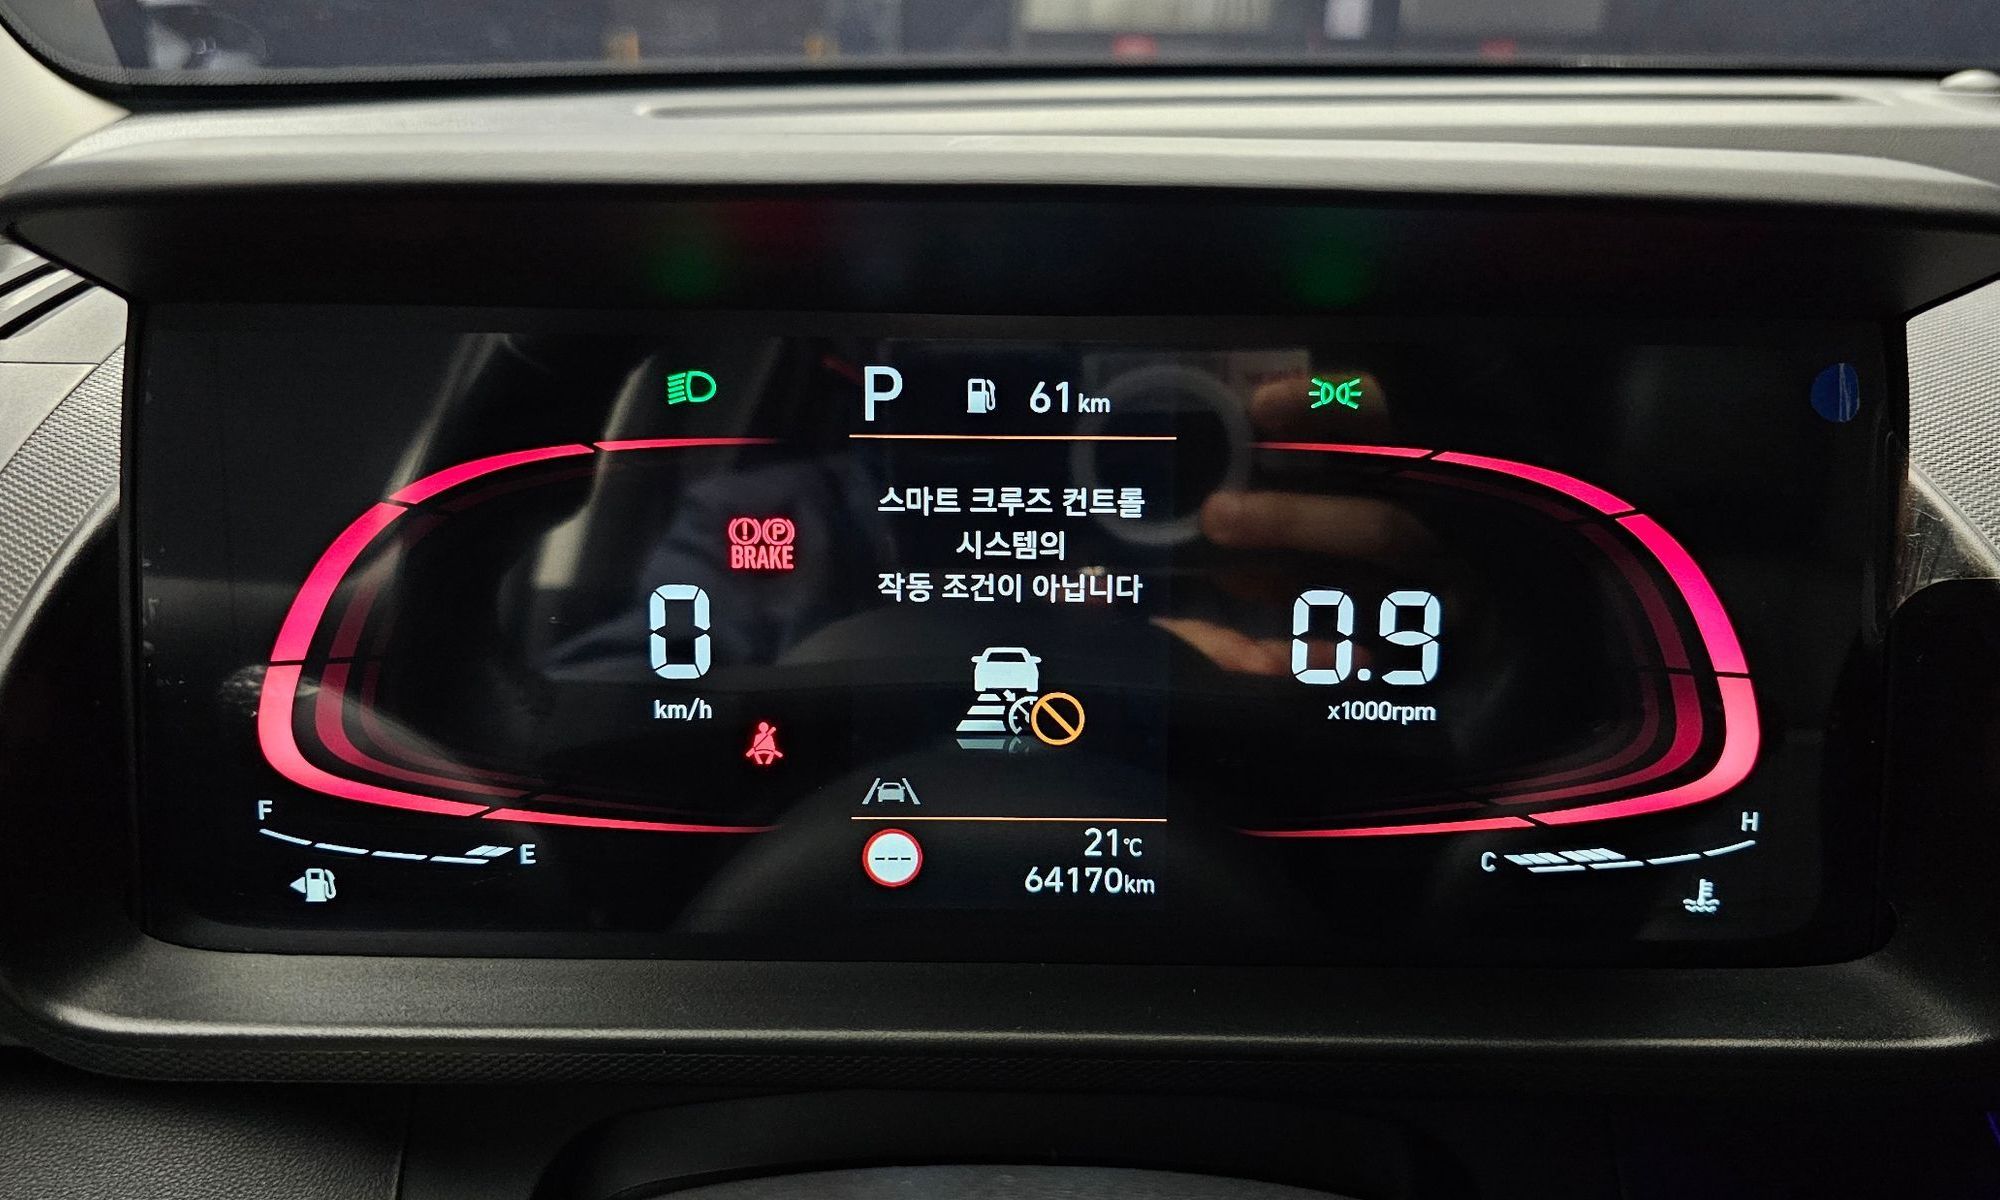 P 61km
스마트 크루즈 컨트롤
시스템의
작동 조건이 아닙니다
(!)(P)
BRAKE
0
km/h
0.9
x1000rpm
F
E
C
H
---
21℃
64170km